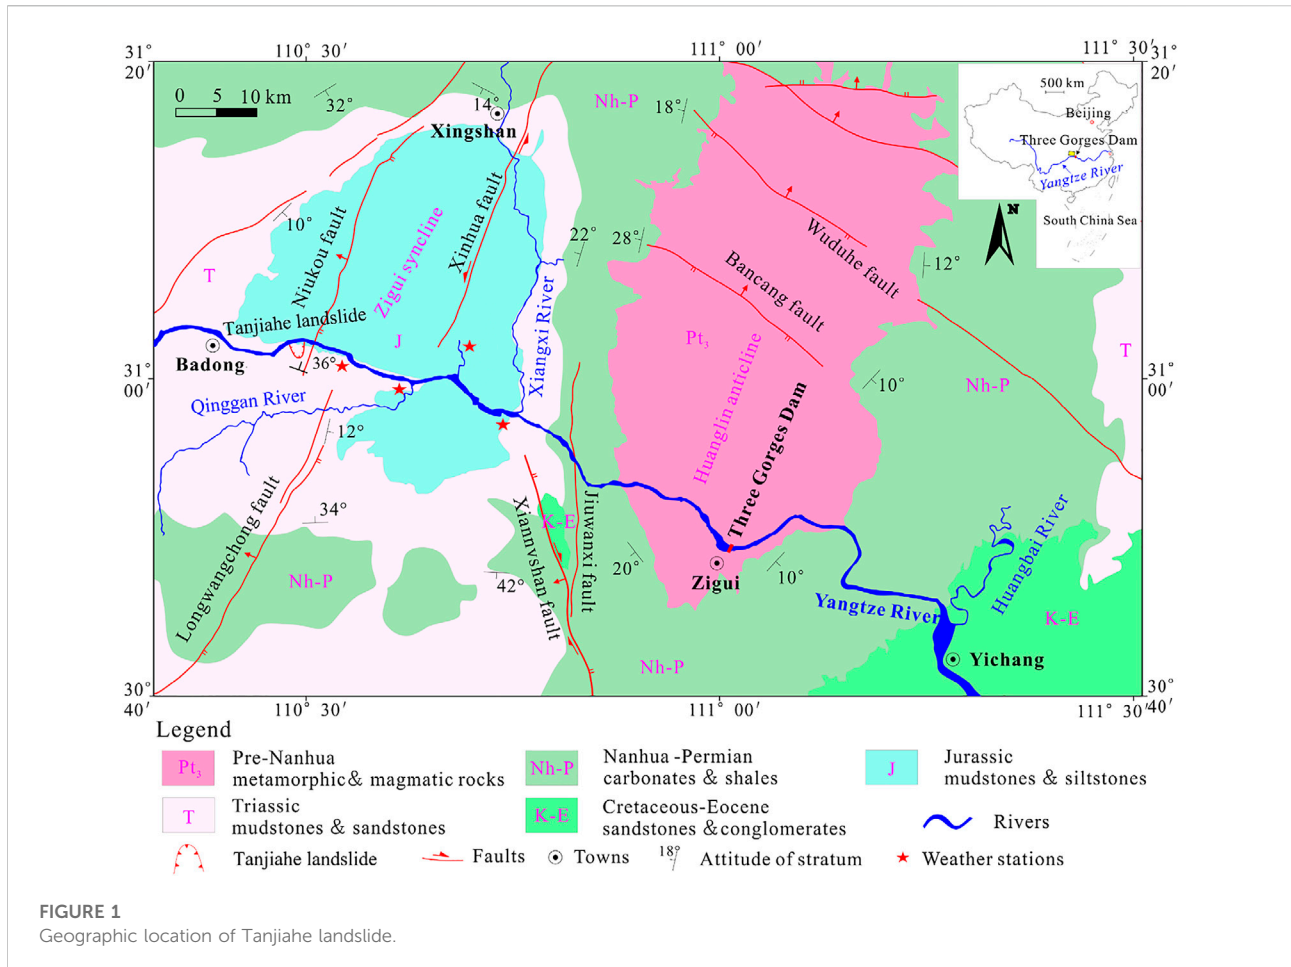 31°
20′
110° 30′
111° 00′
111° 30′
31°
20′
0 5 10 km
32°
14°
Xingshan
Nh-P
18°
500 km
Beijing
Three Gorges Dam
Yangtze River
South China Sea
N
10°
Niukou fault
Zigui syncline
Xinhua fault
22°
28°
Wuduhe fault
Bancang fault
12°
T
Tanjiahe landslide
J
Xiangxi River
Pt3
T
Badong
36°
31°
00′
Qinggan River
Huanglin anticline
Three Gorges Dam
10°
Nh-P
31°
00′
12°
Longwangchong fault
34°
Xiannvshan fault
K-E
Jiuwanxi fault
Huangbai River
Nh-P
42°
20°
Zigui
10°
Yangtze River
K-E
Nh-P
Yichang
30°
40′
110° 30′
111° 00′
111° 30′
30°
40′
Legend
Pt3
Pre-Nanhua
metamorphic & magmatic rocks
Nh-P
Nanhua -Permian
carbonates & shales
J
Jurassic
mudstones & siltstones
T
Triassic
mudstones & sandstones
K-E
Cretaceous-Eocene
sandstones &conglomerates
Rivers
Tanjiahe landslide
Faults
Towns
18°
Attitude of stratum
Weather stations
FIGURE 1
Geographic location of Tanjiahe landslide.